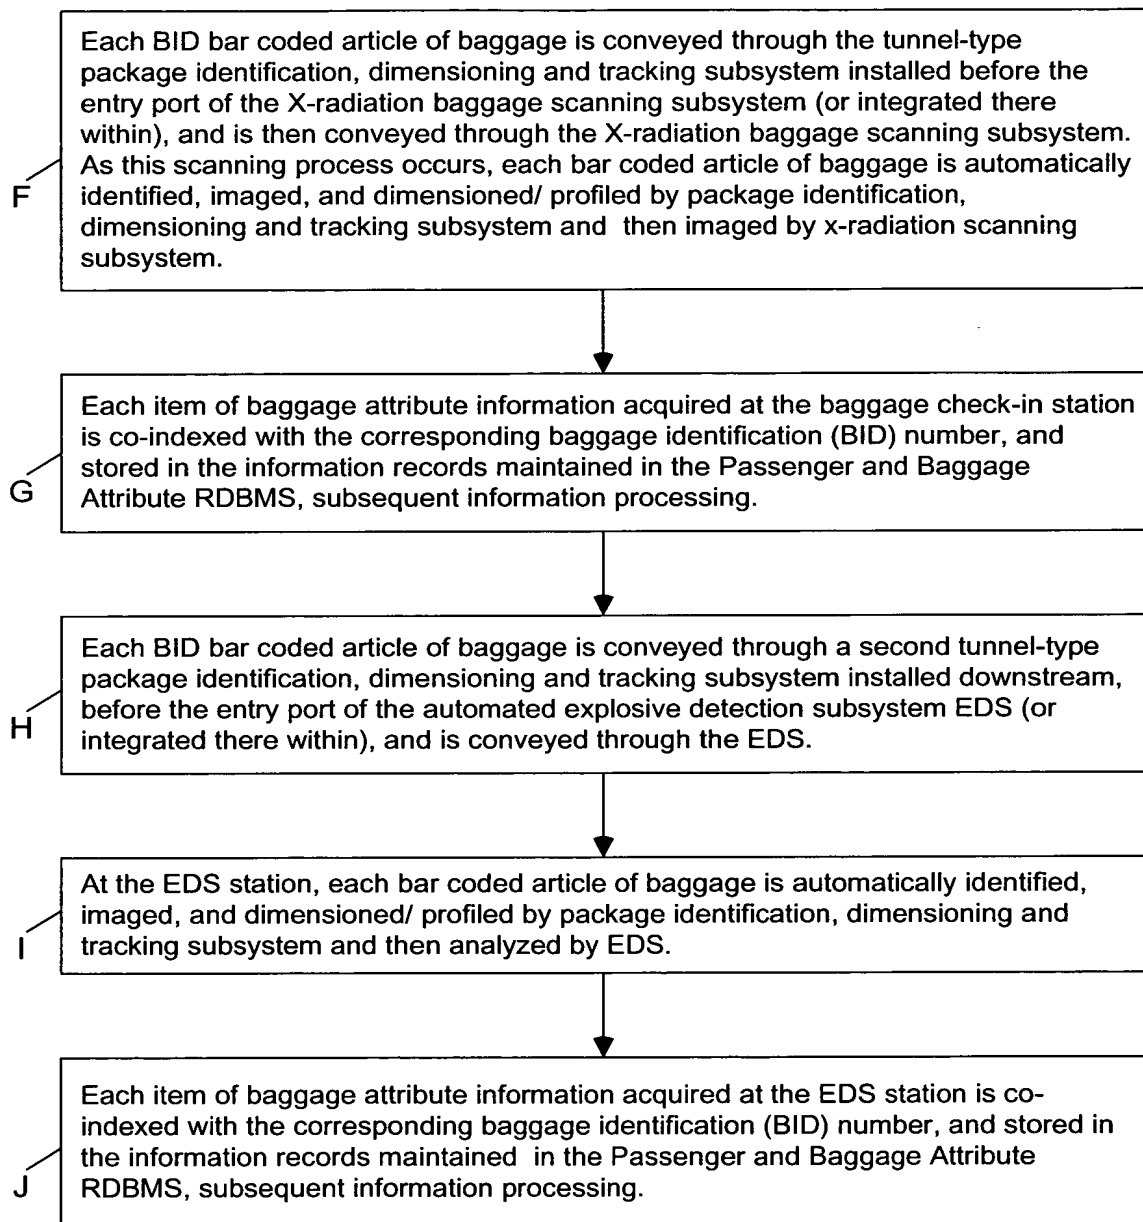 Each BID bar coded article of baggage is conveyed through the tunnel-type
package identification, dimensioning and tracking subsystem installed before the
entry port of the X-radiation baggage scanning subsystem (or integrated there
within), and is then conveyed through the X-radiation baggage scanning subsystem.
As this scanning process occurs, each bar coded article of baggage is automatically
identified, imaged, and dimensioned/ profiled by package identification,
dimensioning and tracking subsystem and then imaged by x-radiation scanning
subsystem.
F
Each item of baggage attribute information acquired at the baggage check-in station
is co-indexed with the corresponding baggage identification (BID) number, and
stored in the information records maintained in the Passenger and Baggage
Attribute RDBMS, subsequent information processing.
G
Each BID bar coded article of baggage is conveyed through a second tunnel-type
package identification, dimensioning and tracking subsystem installed downstream,
before the entry port of the automated explosive detection subsystem EDS (or
integrated there within), and is conveyed through the EDS.
H
At the EDS station, each bar coded article of baggage is automatically identified,
imaged, and dimensioned/ profiled by package identification, dimensioning and
tracking subsystem and then analyzed by EDS.
I
Each item of baggage attribute information acquired at the EDS station is co-
indexed with the corresponding baggage identification (BID) number, and stored in
the information records maintained in the Passenger and Baggage Attribute
RDBMS, subsequent information processing.
J